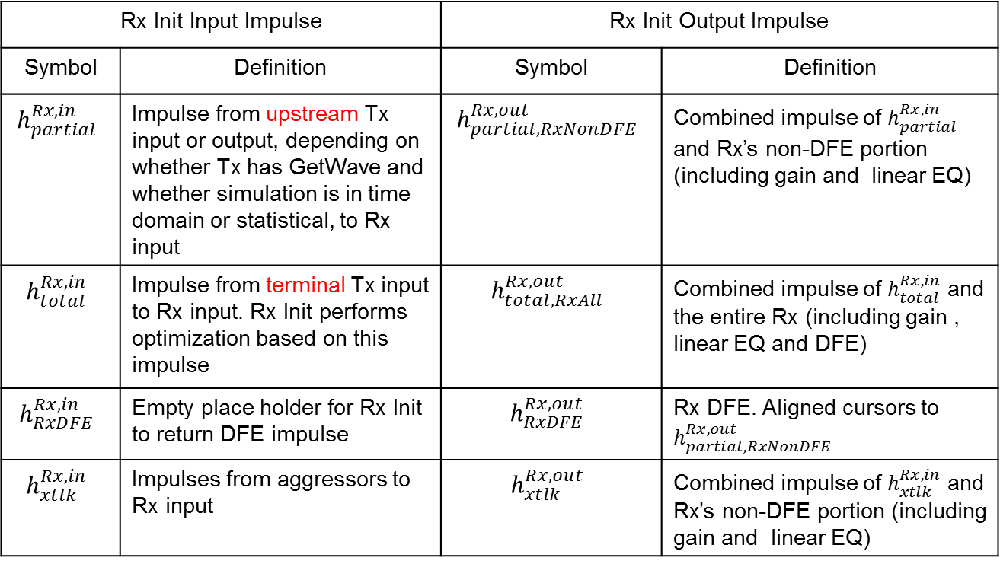 Rx Init Input Impulse
Rx Init Output Impulse
Symbol
Definition
Symbol
Definition
h_{partial}^{Rx,in}
Impulse from upstream Tx
input or output, depending on
whether Tx has GetWave and
whether simulation is in time
domain or statistical, to Rx
input
h_{partial,RxNonDFE}^{Rx,out}
Combined impulse of h_{partial}^{Rx,in}
and Rx's non-DFE portion
(including gain and linear EQ)
h_{total}^{Rx,in}
Impulse from terminal Tx input
to Rx input. Rx Init performs
optimization based on this
impulse
h_{total,RxAll}^{Rx,out}
Combined impulse of h_{total}^{Rx,in} and
the entire Rx (including gain ,
linear EQ and DFE)
h_{RxDFE}^{Rx,in}
Empty place holder for Rx Init
to return DFE impulse
h_{RxDFE}^{Rx,out}
Rx DFE. Aligned cursors to
h_{partial,RxNonDFE}^{Rx,out}
h_{xtlk}^{Rx,in}
Impulses from aggressors to
Rx input
h_{xtlk}^{Rx,out}
Combined impulse of h_{xtlk}^{Rx,in} and
Rx's non-DFE portion (including
gain and linear EQ)